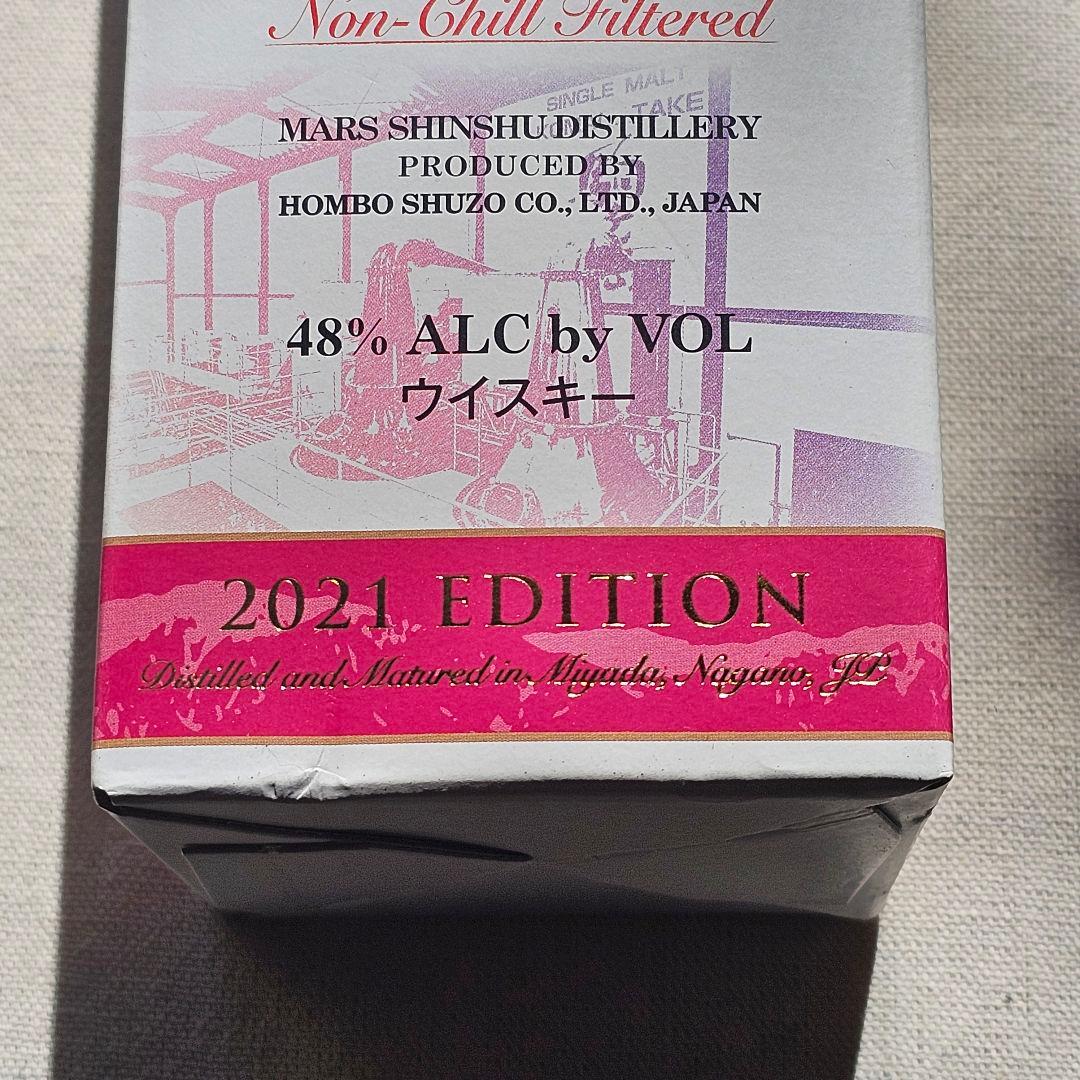 Non-Chill Filtered
SINGLE MALT
TAKE
MARS SHINSHU DISTILLERY
PRODUCED BY
HOMBO SHUZO CO., LTD., JAPAN
48% ALC by VOL
ウイスキー
2021 EDITION
Distilled and Matured in Miyada, Nagano, JP.